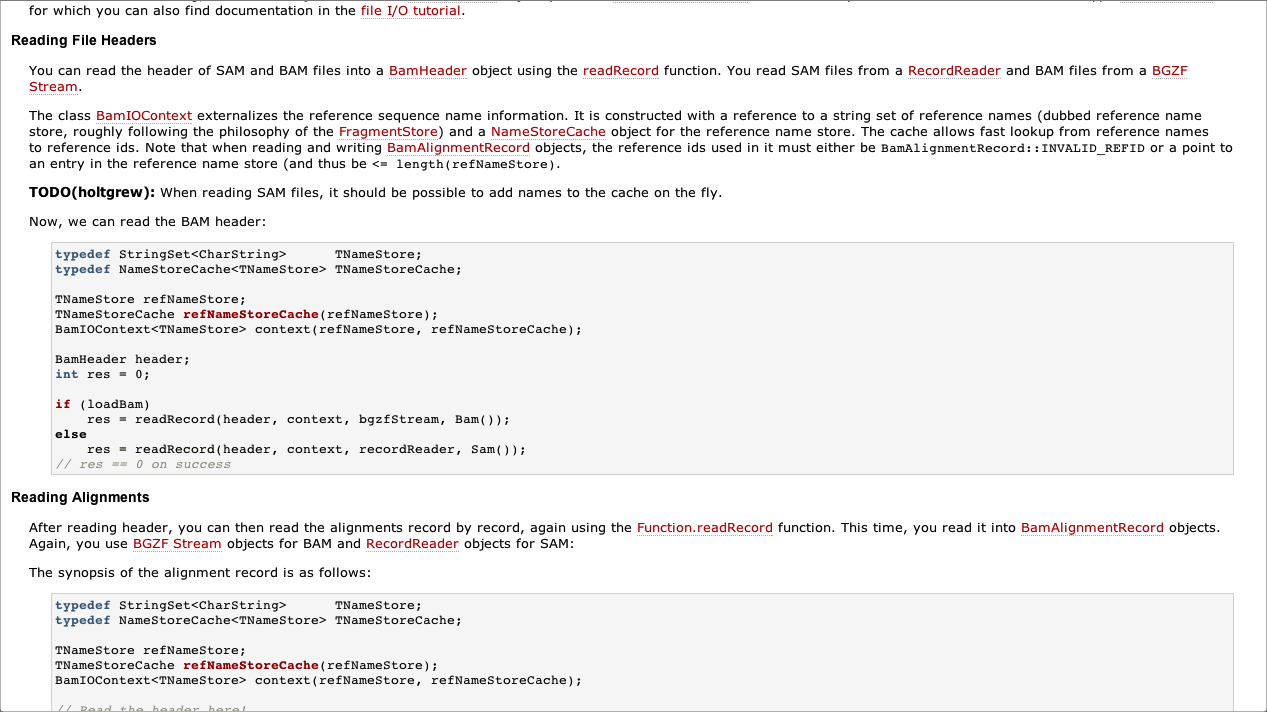 for which you can also find documentation in the file I/O tutorial.
Reading File Headers
You can read the header of SAM and BAM files into a BamHeader object using the readRecord function. You read SAM files from a RecordReader and BAM files from a BGZF
Stream.
The class BamIOContext externalizes the reference sequence name information. It is constructed with a reference to a string set of reference names (dubbed reference name
store, roughly following the philosophy of the FragmentStore) and a NameStoreCache object for the reference name store. The cache allows fast lookup from reference names
to reference ids. Note that when reading and writing BamAlignmentRecord objects, the reference ids used in it must either be BamAlignmentRecord::INVALID_REFID or a point to
an entry in the reference name store (and thus be <= length(refNameStore).
TODO(holtgrew): When reading SAM files, it should be possible to add names to the cache on the fly.
Now, we can read the BAM header:
typedef StringSet<CharString>      TNameStore;
typedef NameStoreCache<TNameStore> TNameStoreCache;
TNameStore refNameStore;
TNameStoreCache refNameStoreCache(refNameStore);
BamIOContext<TNameStore> context(refNameStore, refNameStoreCache);
BamHeader header;
int res = 0;
if (loadBam)
    res = readRecord(header, context, bgzfStream, Bam());
else
    res = readRecord(header, context, recordReader, Sam());
// res == 0 on success
Reading Alignments
After reading header, you can then read the alignments record by record, again using the Function.readRecord function. This time, you read it into BamAlignmentRecord objects.
Again, you use BGZF Stream objects for BAM and RecordReader objects for SAM:
The synopsis of the alignment record is as follows:
typedef StringSet<CharString>      TNameStore;
typedef NameStoreCache<TNameStore> TNameStoreCache;
TNameStore refNameStore;
TNameStoreCache refNameStoreCache(refNameStore);
BamIOContext<TNameStore> context(refNameStore, refNameStoreCache);
// Read the header here!